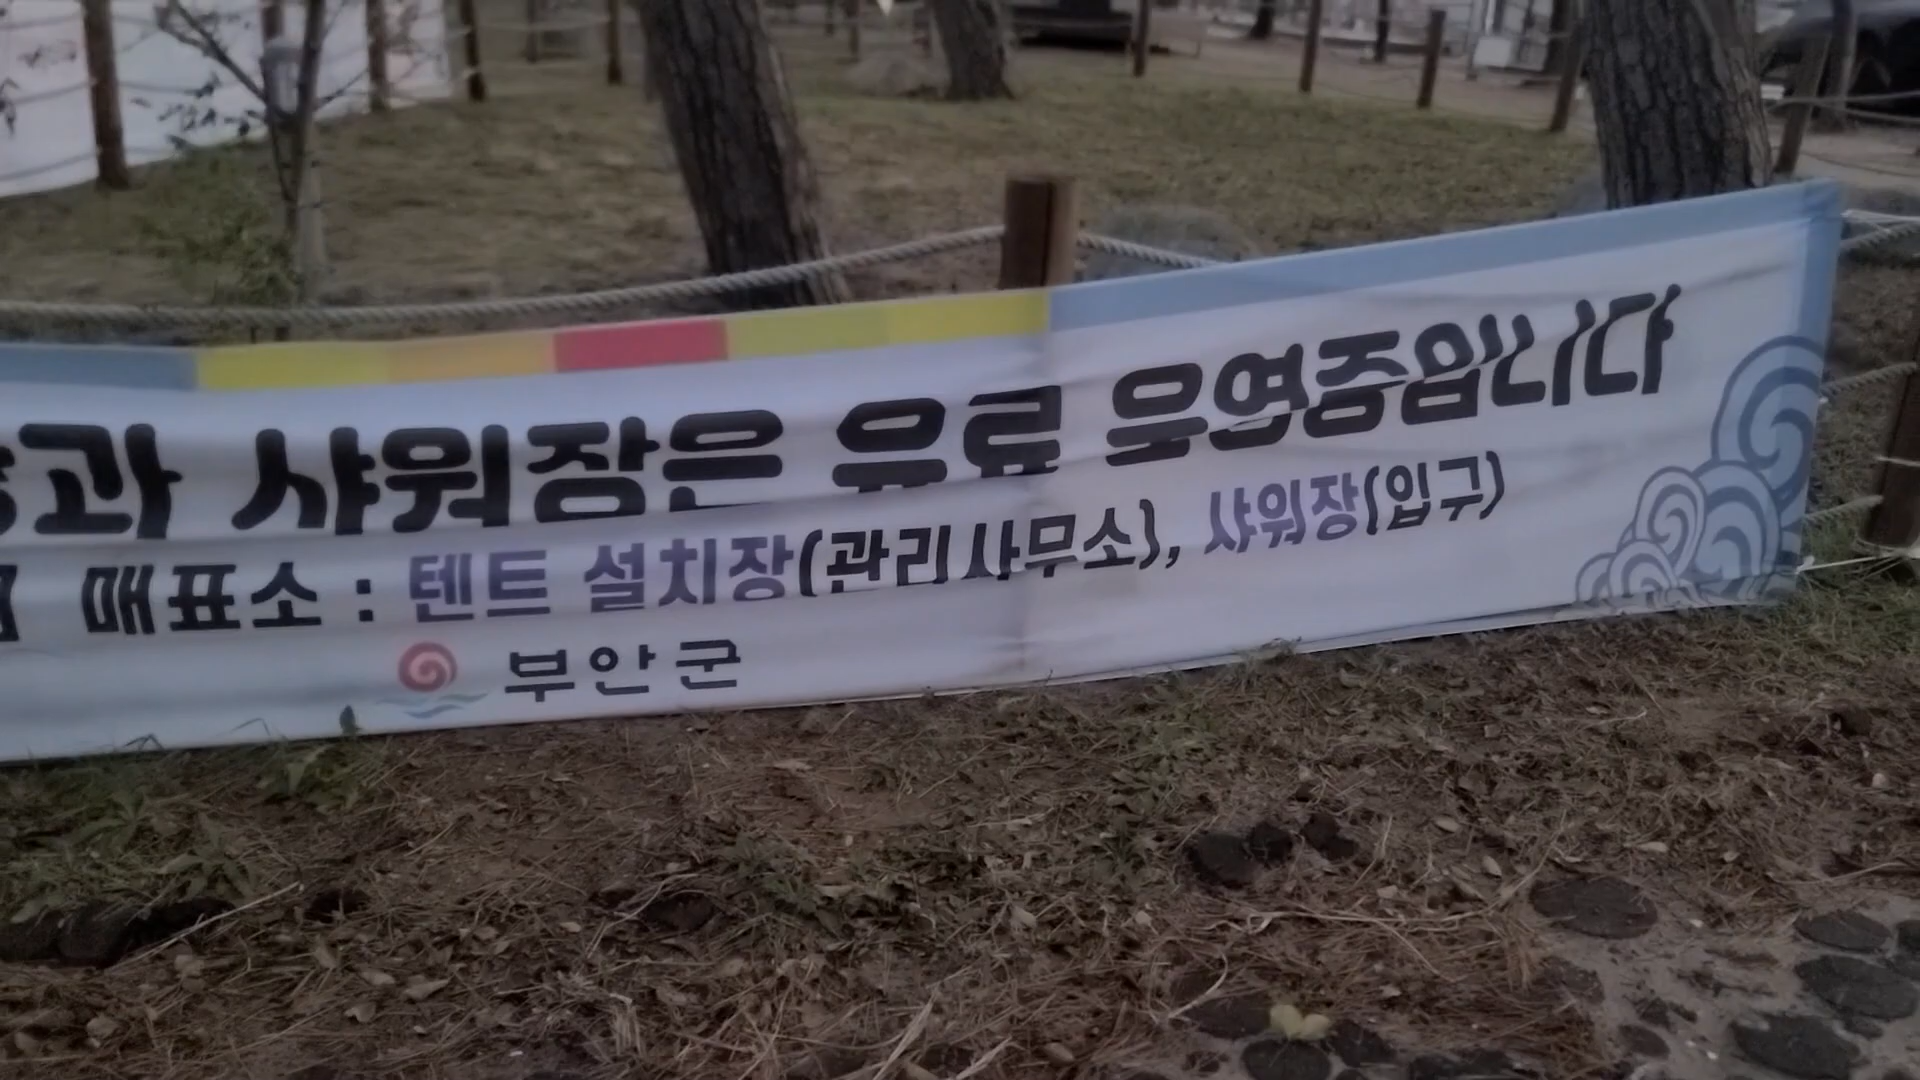 과 샤워장은 유료 운영중입니다
매표소 : 텐트 설치장(관리사무소), 샤워장(입구)
부안군